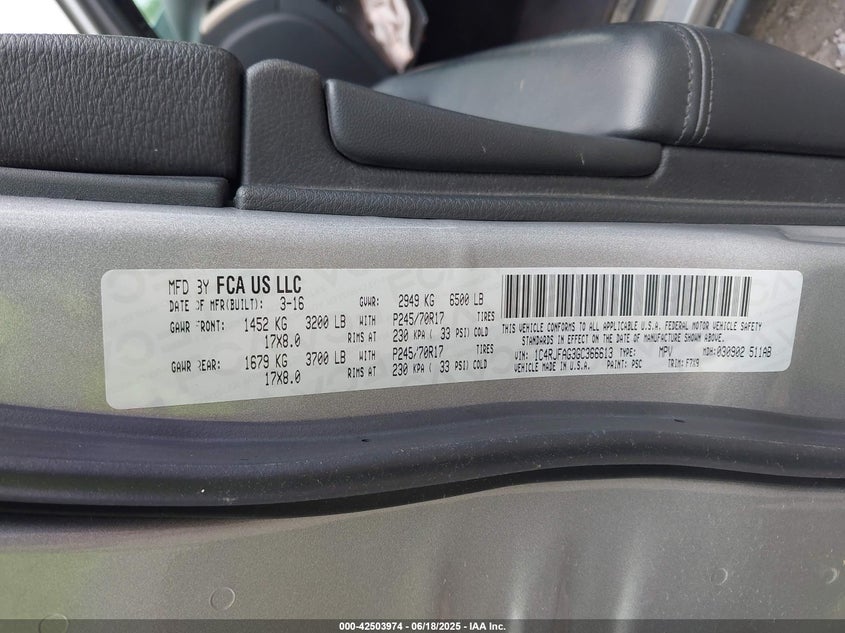 MFD BY FCA US LLC
DATE OF MFR(BUILT): 3-16 GVWR: 2949 KG 6500 LB
GAWR FRONT: 1452 KG 3200 LB WITH P245/70R17 TIRES
17X8.0 RIMS AT 230 KPA ( 33 PSI) COLD
GAWR REAR: 1679 KG 3700 LB WITH P245/70R17 TIRES
17X8.0 RIMS AT 230 KPA ( 33 PSI) COLD
THIS VEHICLE CONFORMS TO ALL APPLICABLE U.S.A. FEDERAL MOTOR VEHICLE SAFETY
STANDARDS IN EFFECT ON THE DATE OF MANUFACTURE SHOWN ABOVE.
VIN: 1C4RJFAG3GC366613 TYPE: MPV MDH: 030902 511AB
VEHICLE MADE IN U.S.A. PAINT: PSC TRIM: F7X9
000-42503974 / 06/18/2025 - IAA Inc.